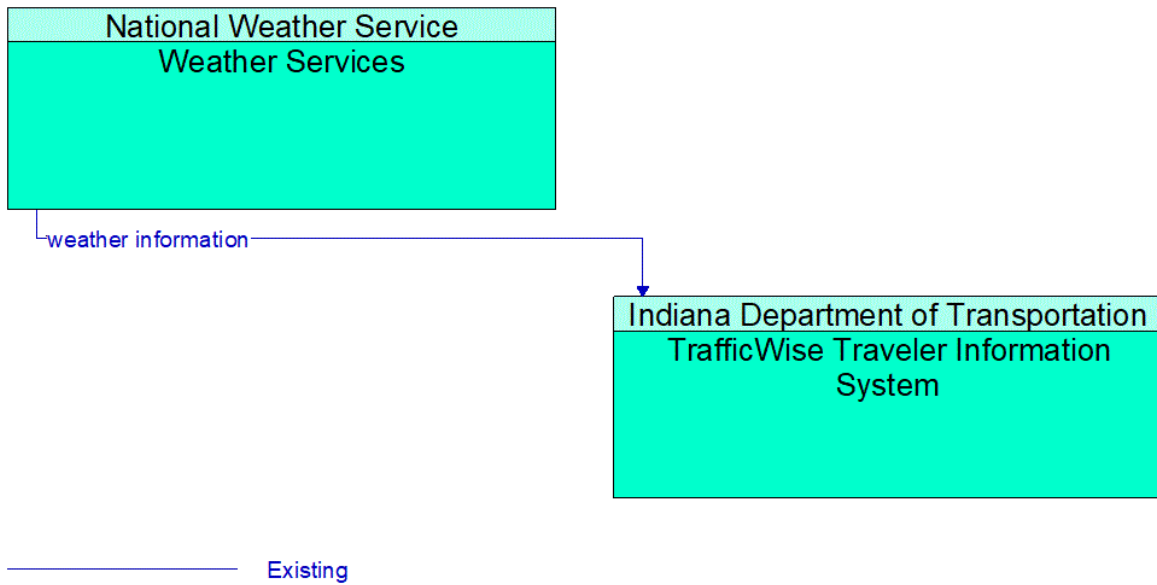 National Weather Service
Weather Services
weather information
Indiana Department of Transportation
TrafficWise Traveler Information
System
Existing